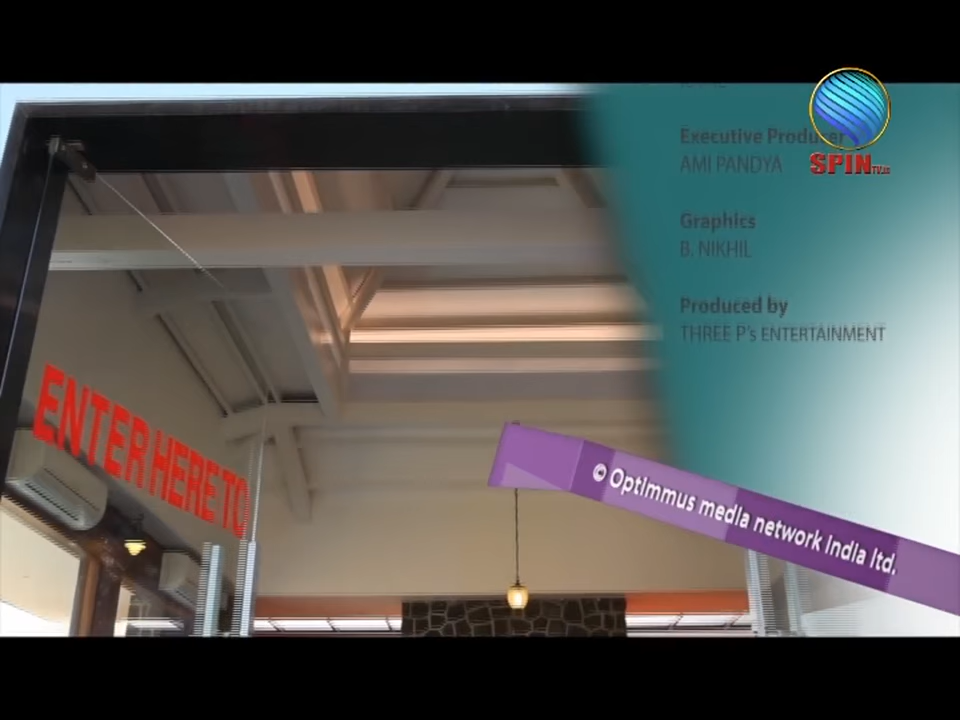 Executive Producer
AMI PANDYA
SPIN
Graphics
B. NIKHIL
Produced by
THREE P's ENTERTAINMENT
ENTER HERE TO
© Optimmus media network India ltd.